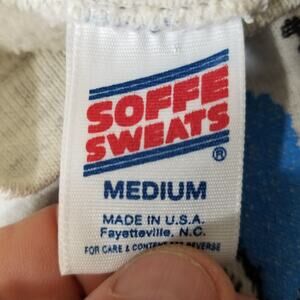 SOFFE
SWEATS
®
MEDIUM
MADE IN U.S.A.
Fayetteville, N.C.
FOR CARE & CONTENT SEE REVERSE